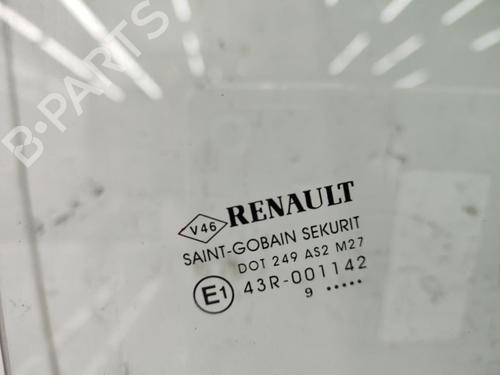 B-PARTS
V46 RENAULT
SAINT-GOBAIN SEKURIT
DOT 249 AS2 M27
E1 43R-001142
9 .....